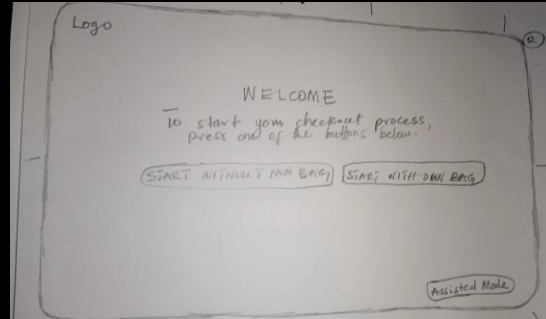 Logo
2
WELCOME
To start your checkout process,
press one of the buttons below.
START WITHOUT OWN BAG
START WITH OWN BAG
Assisted Mode